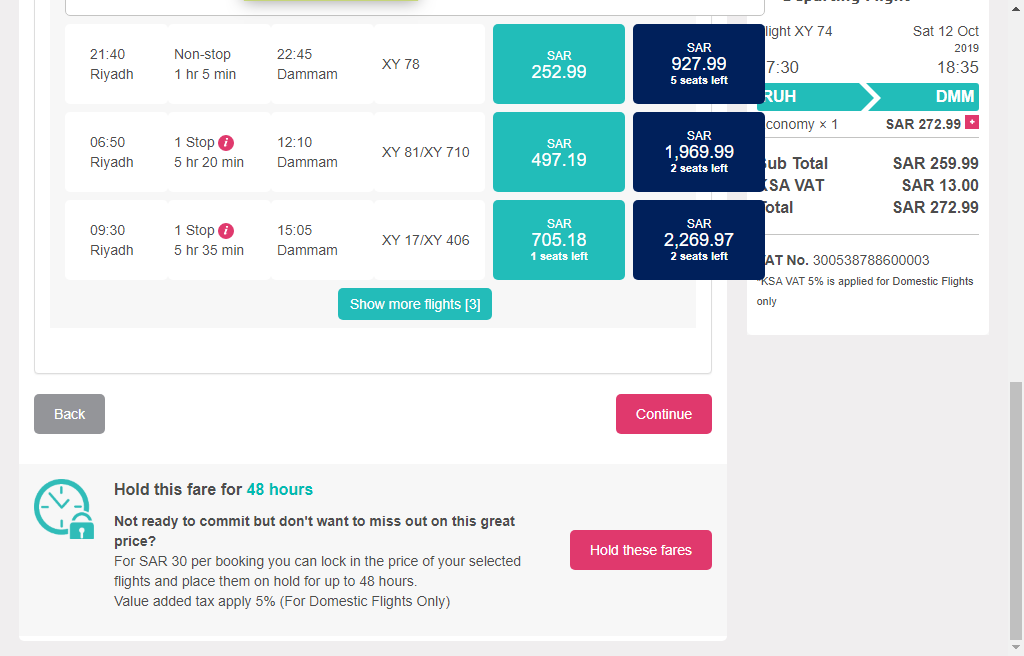 21:40 Non-stop 22:45 XY 78 SAR 252.99 SAR 927.99 5 seats left
Riyadh 1 hr 5 min Dammam
06:50 1 Stop i 12:10 XY 81/XY 710 SAR 497.19 SAR 1,969.99 2 seats left
Riyadh 5 hr 20 min Dammam
09:30 1 Stop i 15:05 XY 17/XY 406 SAR 705.18 1 seats left SAR 2,269.97 2 seats left
Riyadh 5 hr 35 min Dammam
Show more flights [3]
Back
Continue
Hold this fare for 48 hours
Not ready to commit but don't want to miss out on this great
price?
For SAR 30 per booking you can lock in the price of your selected
flights and place them on hold for up to 48 hours.
Value added tax apply 5% (For Domestic Flights Only)
Hold these fares
light XY 74 Sat 12 Oct
2019
7:30 18:35
RUH DMM
conomy × 1 SAR 272.99 +
ub Total SAR 259.99
KSA VAT SAR 13.00
otal SAR 272.99
AT No. 300538788600003
*KSA VAT 5% is applied for Domestic Flights
only